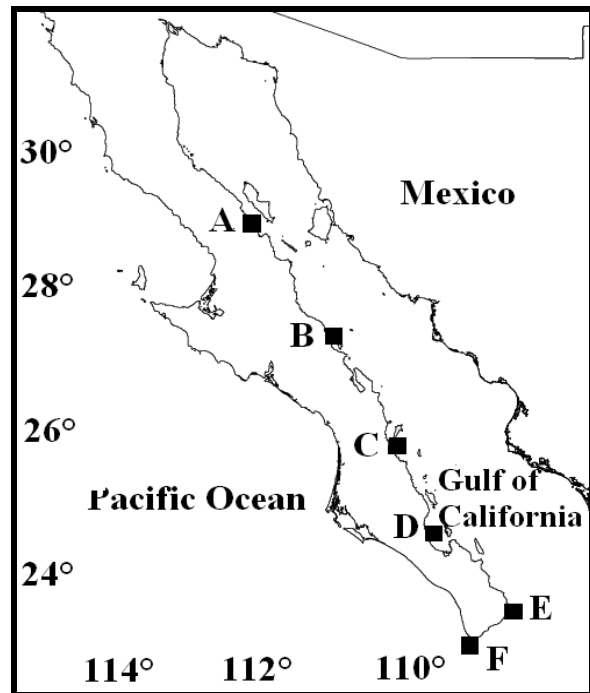 30°
Mexico
A
28°
B
26°
C
Gulf of
California
Pacific Ocean
D
24°
E
F
114° 112° 110°